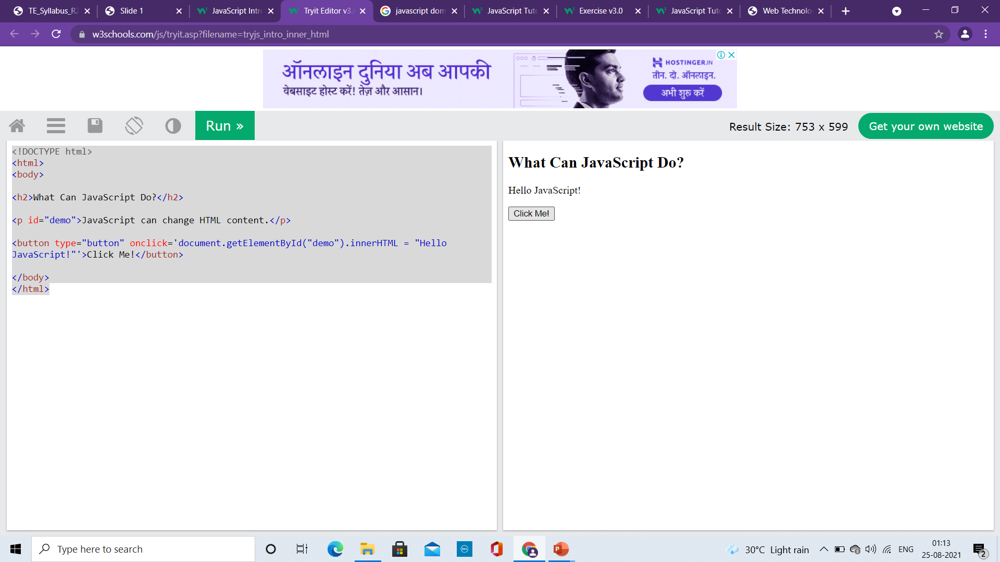 TE_Syllabus_R2
Slide 1
JavaScript Intro
Tryit Editor v3.
javascript dom
JavaScript Tuto
Exercise v3.0
JavaScript Tuto
Web Technolo
w3schools.com/js/tryit.asp?filename=tryjs_intro_inner_html
ऑनलाइन दुनिया अब आपकी
वेबसाइट होस्ट करें! तेज़ और आसान।
HOSTINGER.IN
तीन. दो. ऑनलाइन.
अभी शुरू करें
Run »
Result Size: 753 x 599
Get your own website
<!DOCTYPE html>
<html>
<body>
<h2>What Can JavaScript Do?</h2>
<p id="demo">JavaScript can change HTML content.</p>
<button type="button" onclick='document.getElementById("demo").innerHTML = "Hello
JavaScript!"'>Click Me!</button>
</body>
</html>
What Can JavaScript Do?
Hello JavaScript!
Click Me!
Type here to search
30°C Light rain
ENG
01:13
25-08-2021
2